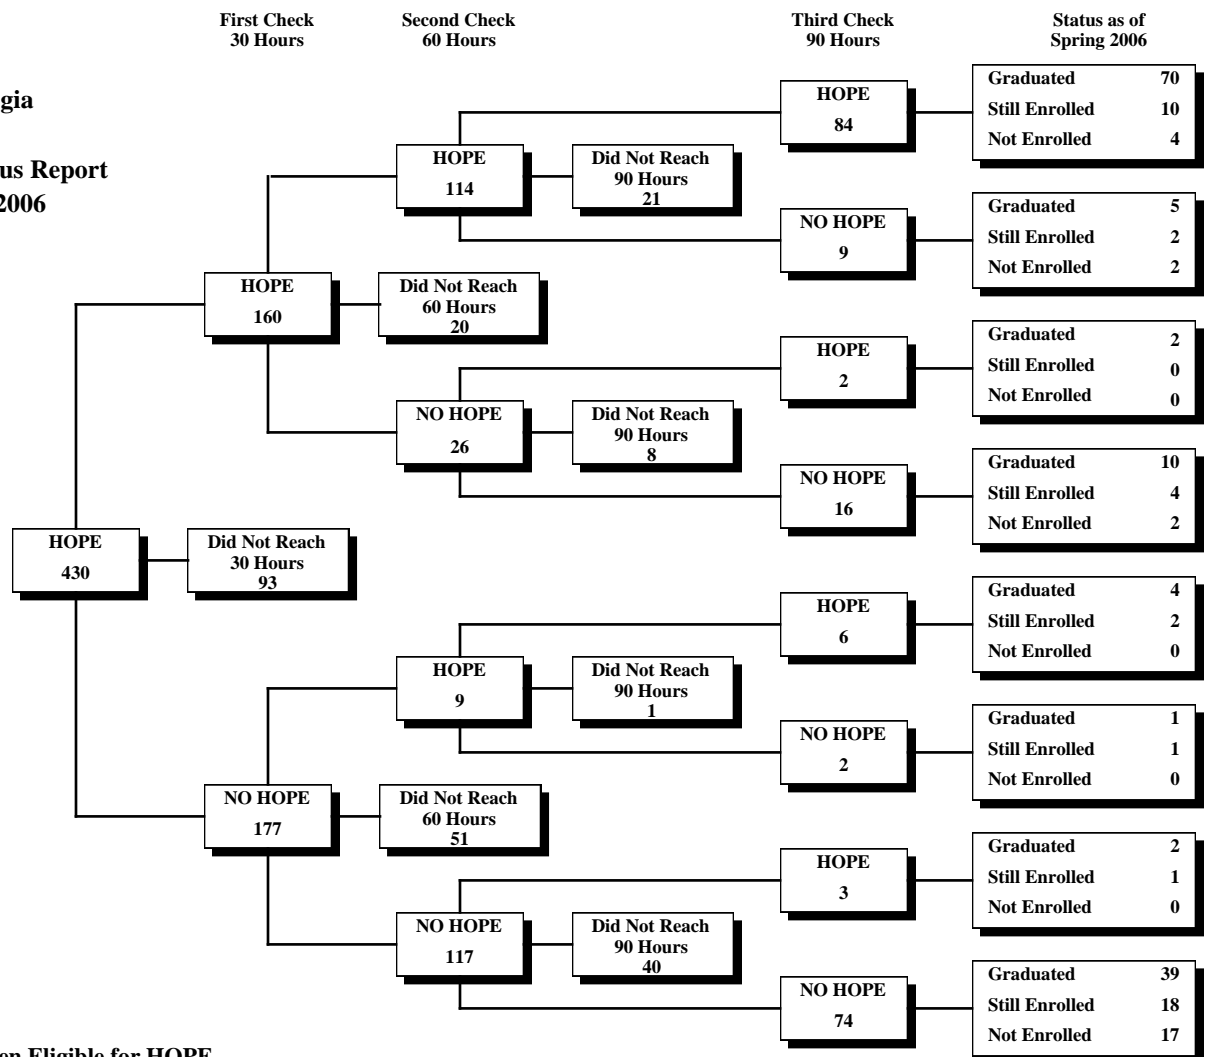 First Check
30 Hours
Second Check
60 Hours
Third Check
90 Hours
Status as of
Spring 2006
gia
us Report
2006
HOPE
84
Graduated 70
Still Enrolled 10
Not Enrolled 4
HOPE
114
Did Not Reach
90 Hours
21
NO HOPE
9
Graduated 5
Still Enrolled 2
Not Enrolled 2
HOPE
160
Did Not Reach
60 Hours
20
HOPE
2
Graduated 2
Still Enrolled 0
Not Enrolled 0
NO HOPE
26
Did Not Reach
90 Hours
8
NO HOPE
16
Graduated 10
Still Enrolled 4
Not Enrolled 2
HOPE
430
Did Not Reach
30 Hours
93
HOPE
6
Graduated 4
Still Enrolled 2
Not Enrolled 0
HOPE
9
Did Not Reach
90 Hours
1
NO HOPE
2
Graduated 1
Still Enrolled 1
Not Enrolled 0
NO HOPE
177
Did Not Reach
60 Hours
51
HOPE
3
Graduated 2
Still Enrolled 1
Not Enrolled 0
NO HOPE
117
Did Not Reach
90 Hours
40
NO HOPE
74
Graduated 39
Still Enrolled 18
Not Enrolled 17
en Eligible for HOPE